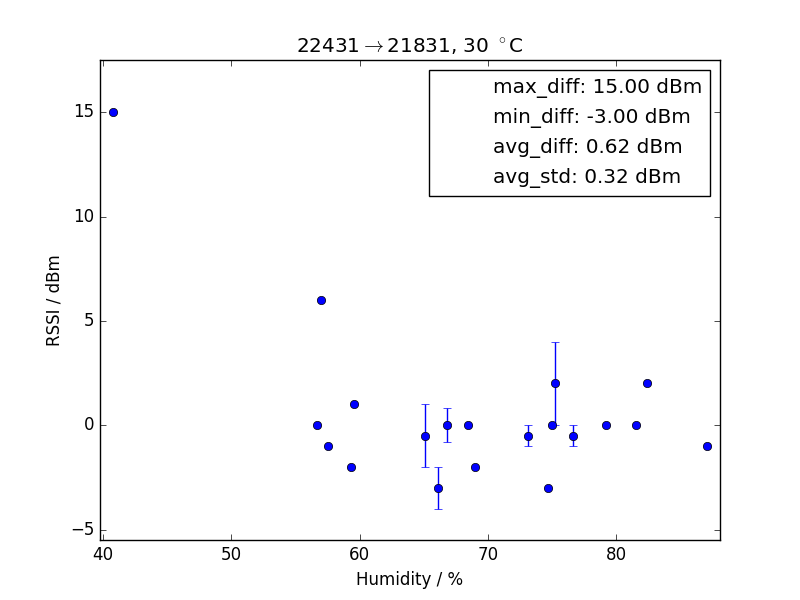 22431→21831, 30 °C
max_diff: 15.00 dBm
min_diff: -3.00 dBm
avg_diff: 0.62 dBm
avg_std: 0.32 dBm
RSSI / dBm
15
10
5
0
−5
40 50 60 70 80
Humidity / %